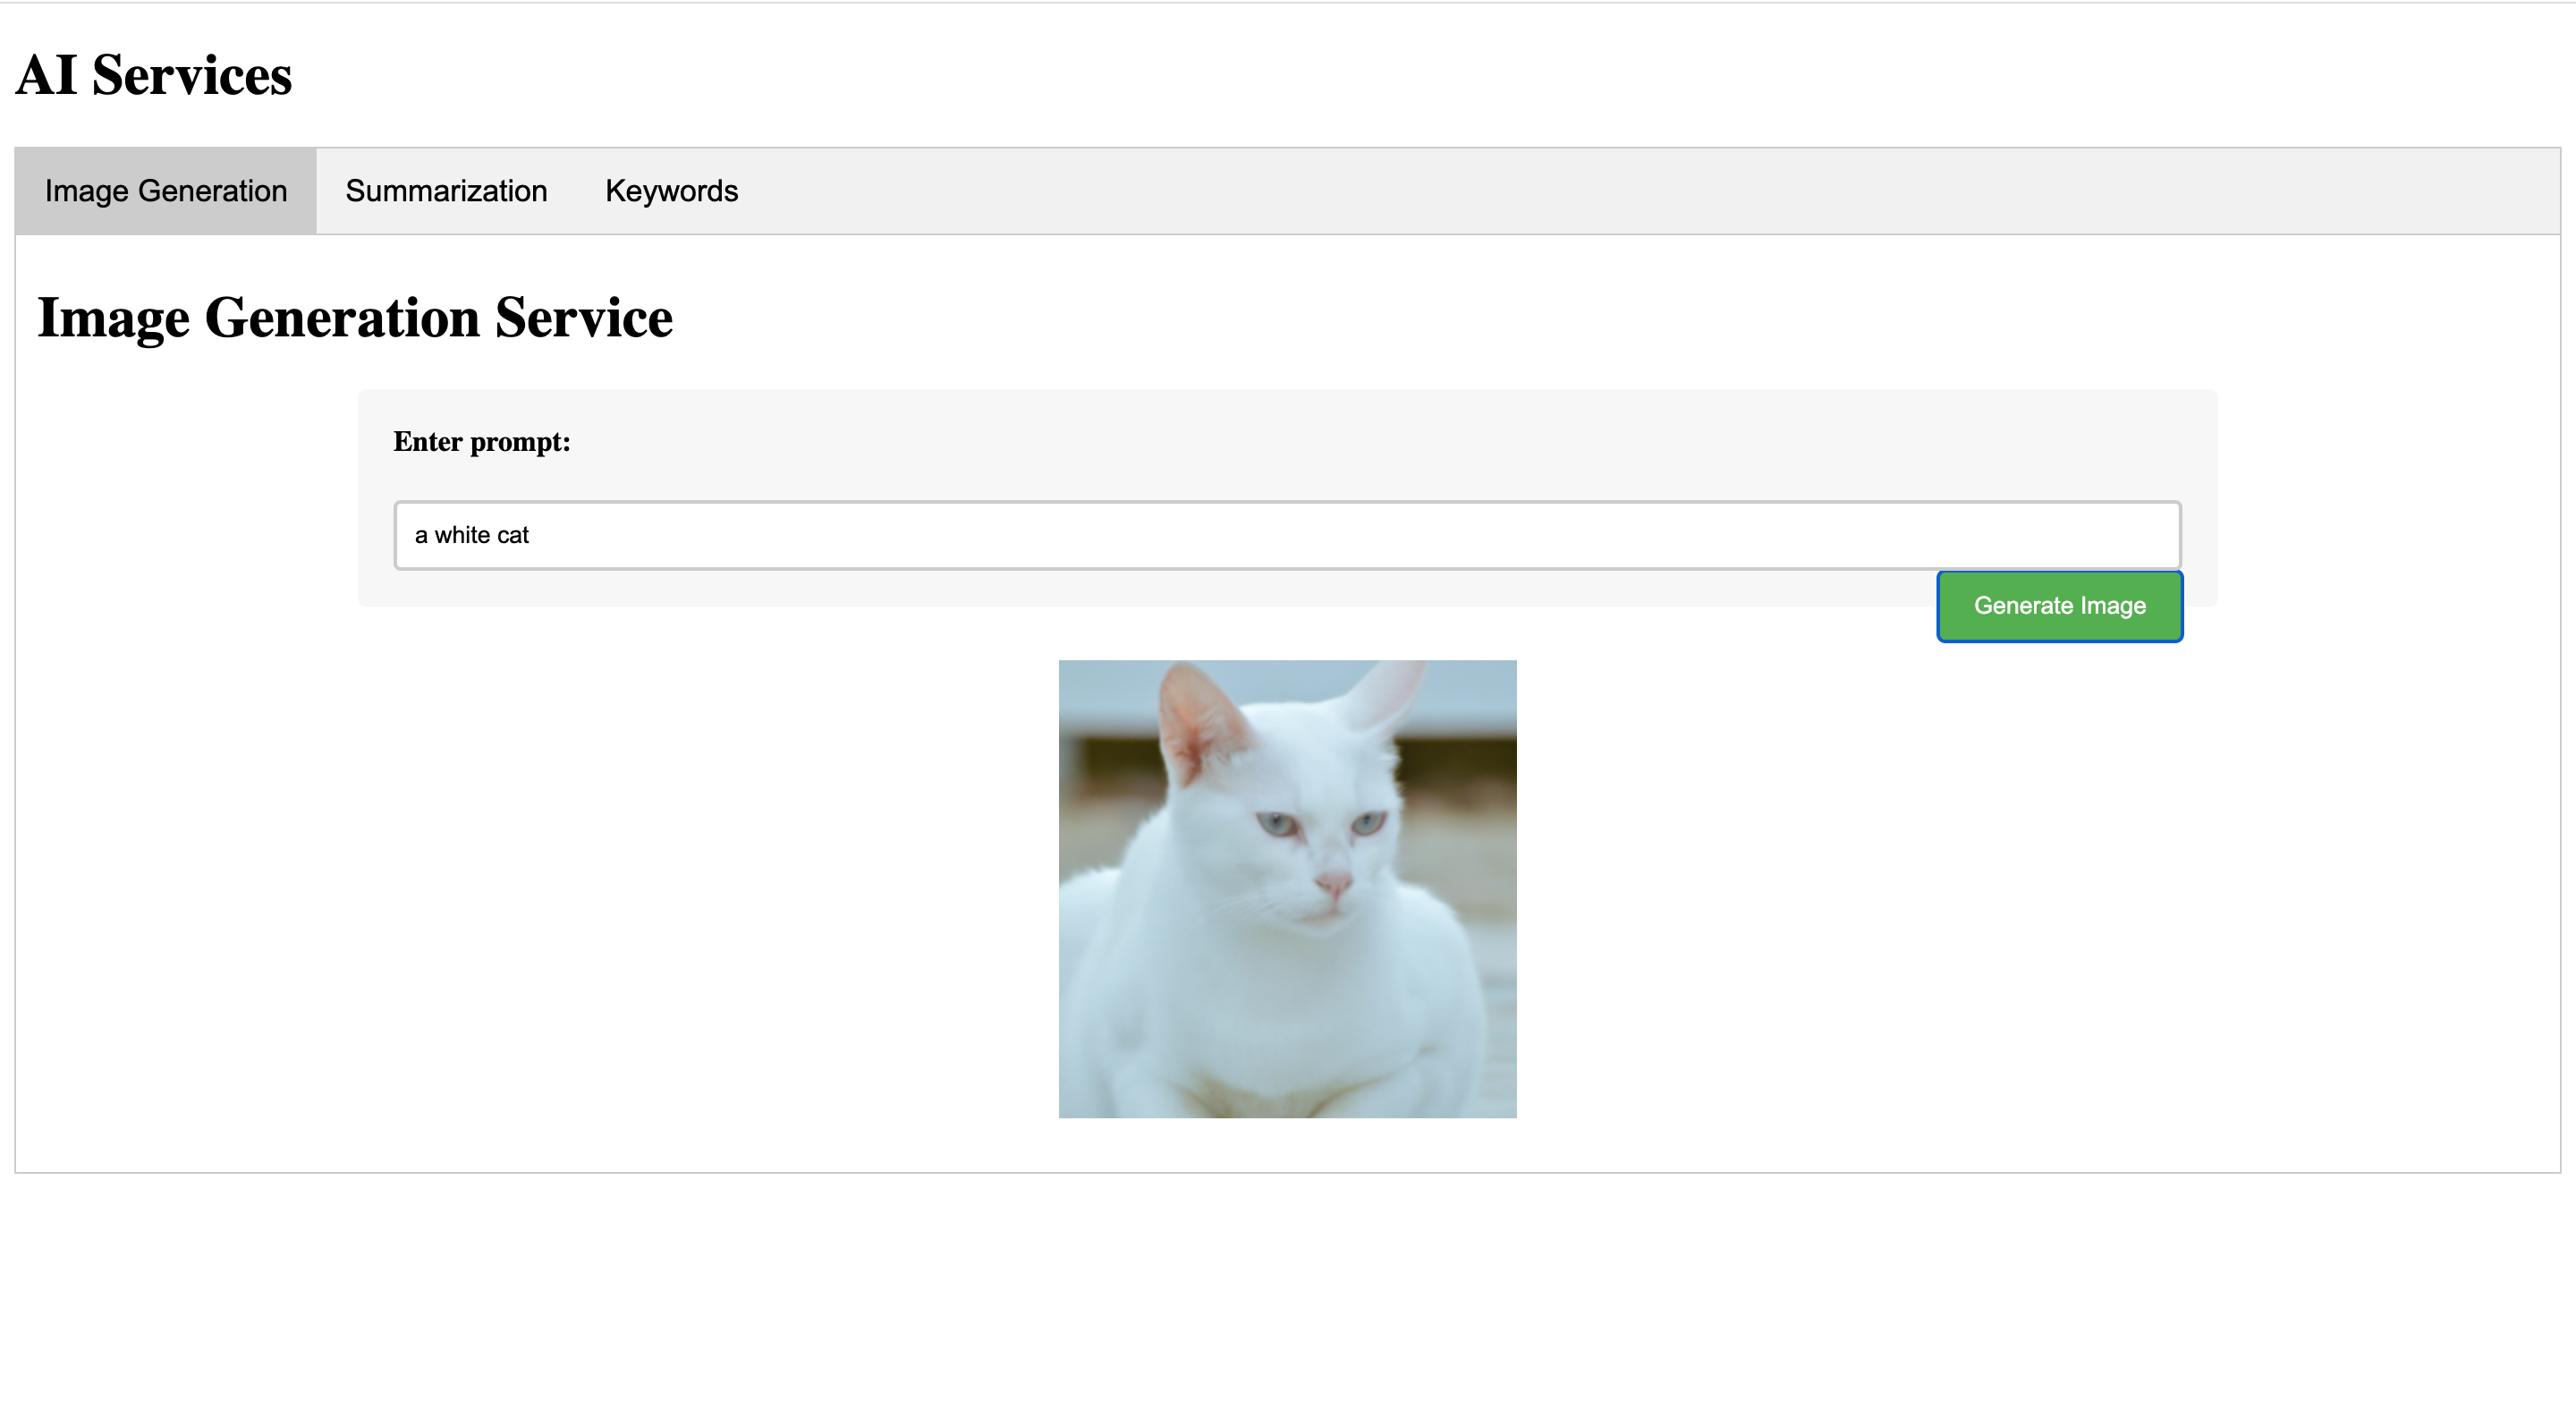 AI Services
Image Generation Summarization Keywords
Image Generation Service
Enter prompt:
a white cat
Generate Image